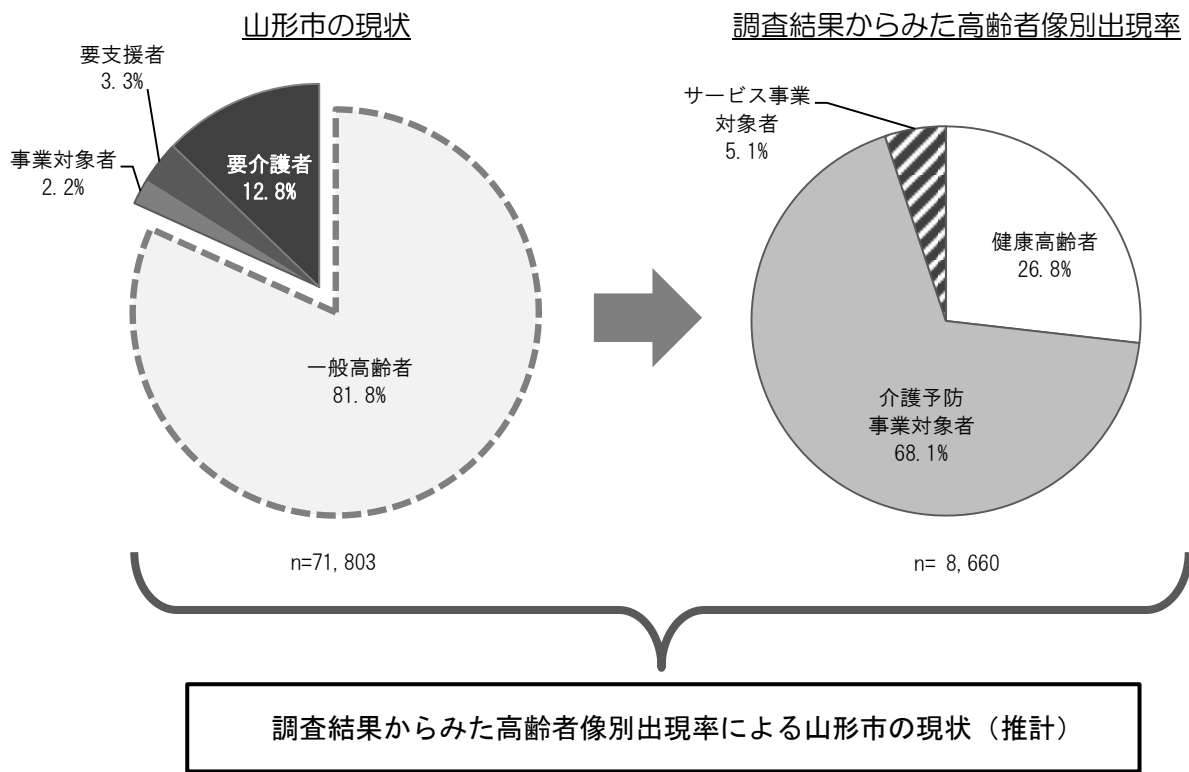 山形市の現状
要支援者
3.3%
事業対象者
2.2%
要介護者
12.8%
一般高齢者
81.8%
n=71,803
調査結果からみた高齢者像別出現率
サービス事業
対象者
5.1%
健康高齢者
26.8%
介護予防
事業対象者
68.1%
n= 8,660
調査結果からみた高齢者像別出現率による山形市の現状（推計）